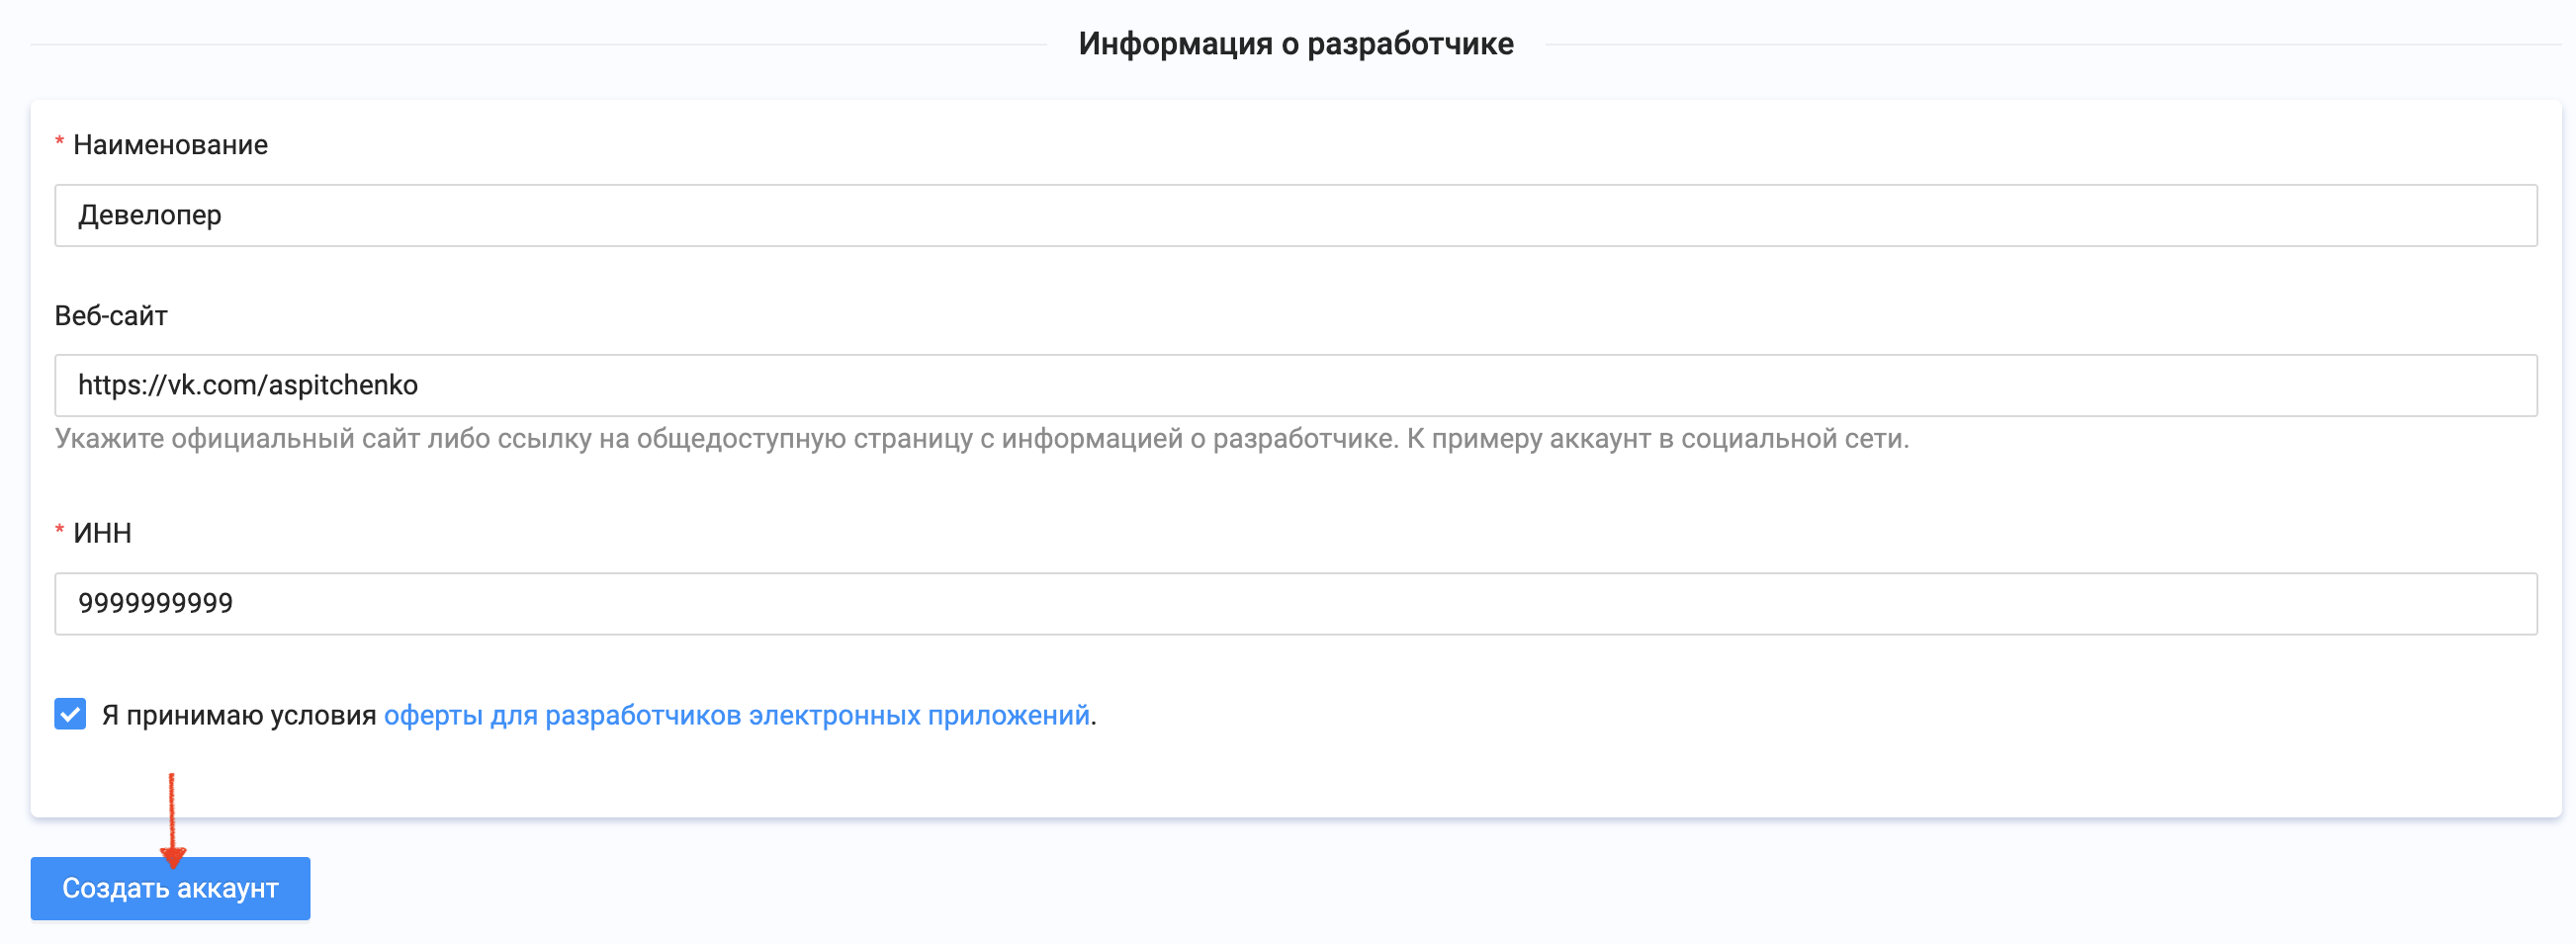 Информация о разработчике
* Наименование
Девелопер
Веб-сайт
https://vk.com/aspitchenko
Укажите официальный сайт либо ссылку на общедоступную страницу с информацией о разработчике. К примеру аккаунт в социальной сети.
* ИНН
9999999999
Я принимаю условия оферты для разработчиков электронных приложений.
Создать аккаунт